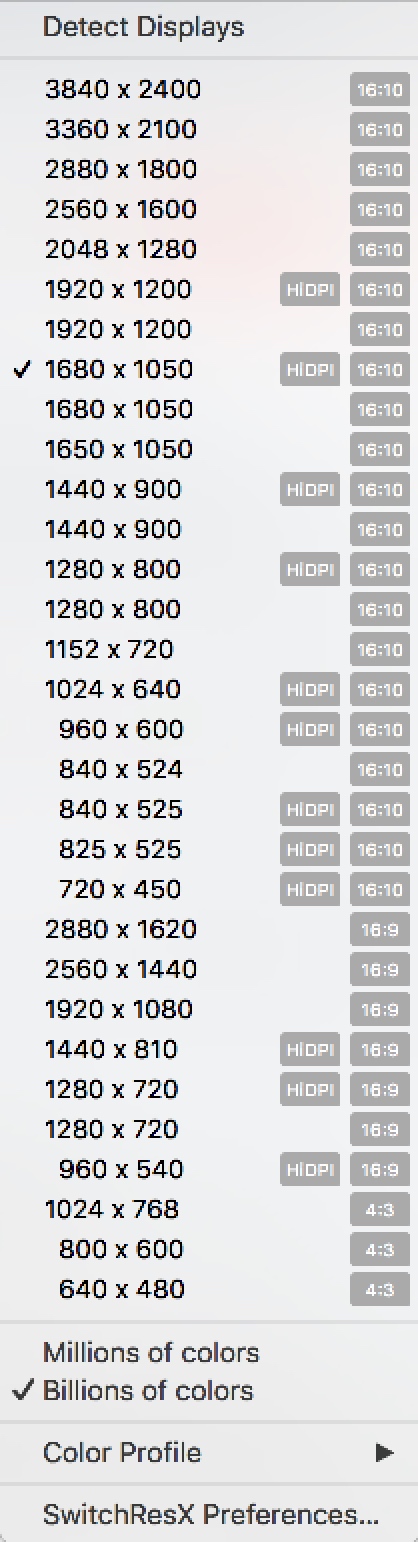 Detect Displays
3840 x 2400 16:10
3360 x 2100 16:10
2880 x 1800 16:10
2560 x 1600 16:10
2048 x 1280 16:10
1920 x 1200 HiDPI 16:10
1920 x 1200 16:10
✓ 1680 x 1050 HiDPI 16:10
1680 x 1050 16:10
1650 x 1050 16:10
1440 x 900 HiDPI 16:10
1440 x 900 16:10
1280 x 800 HiDPI 16:10
1280 x 800 16:10
1152 x 720 16:10
1024 x 640 HiDPI 16:10
960 x 600 HiDPI 16:10
840 x 524 16:10
840 x 525 HiDPI 16:10
825 x 525 HiDPI 16:10
720 x 450 HiDPI 16:10
2880 x 1620 16:9
2560 x 1440 16:9
1920 x 1080 16:9
1440 x 810 HiDPI 16:9
1280 x 720 HiDPI 16:9
1280 x 720 16:9
960 x 540 HiDPI 16:9
1024 x 768 4:3
800 x 600 4:3
640 x 480 4:3
Millions of colors
✓ Billions of colors
Color Profile ▶
SwitchResX Preferences...